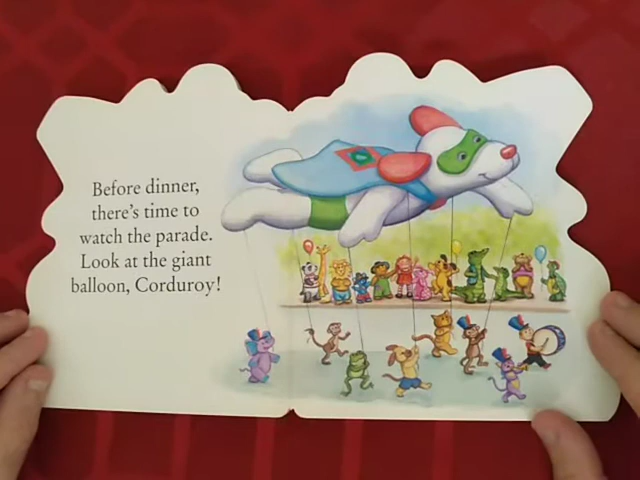 Before dinner,
there's time to
watch the parade.
Look at the giant
balloon, Corduroy!